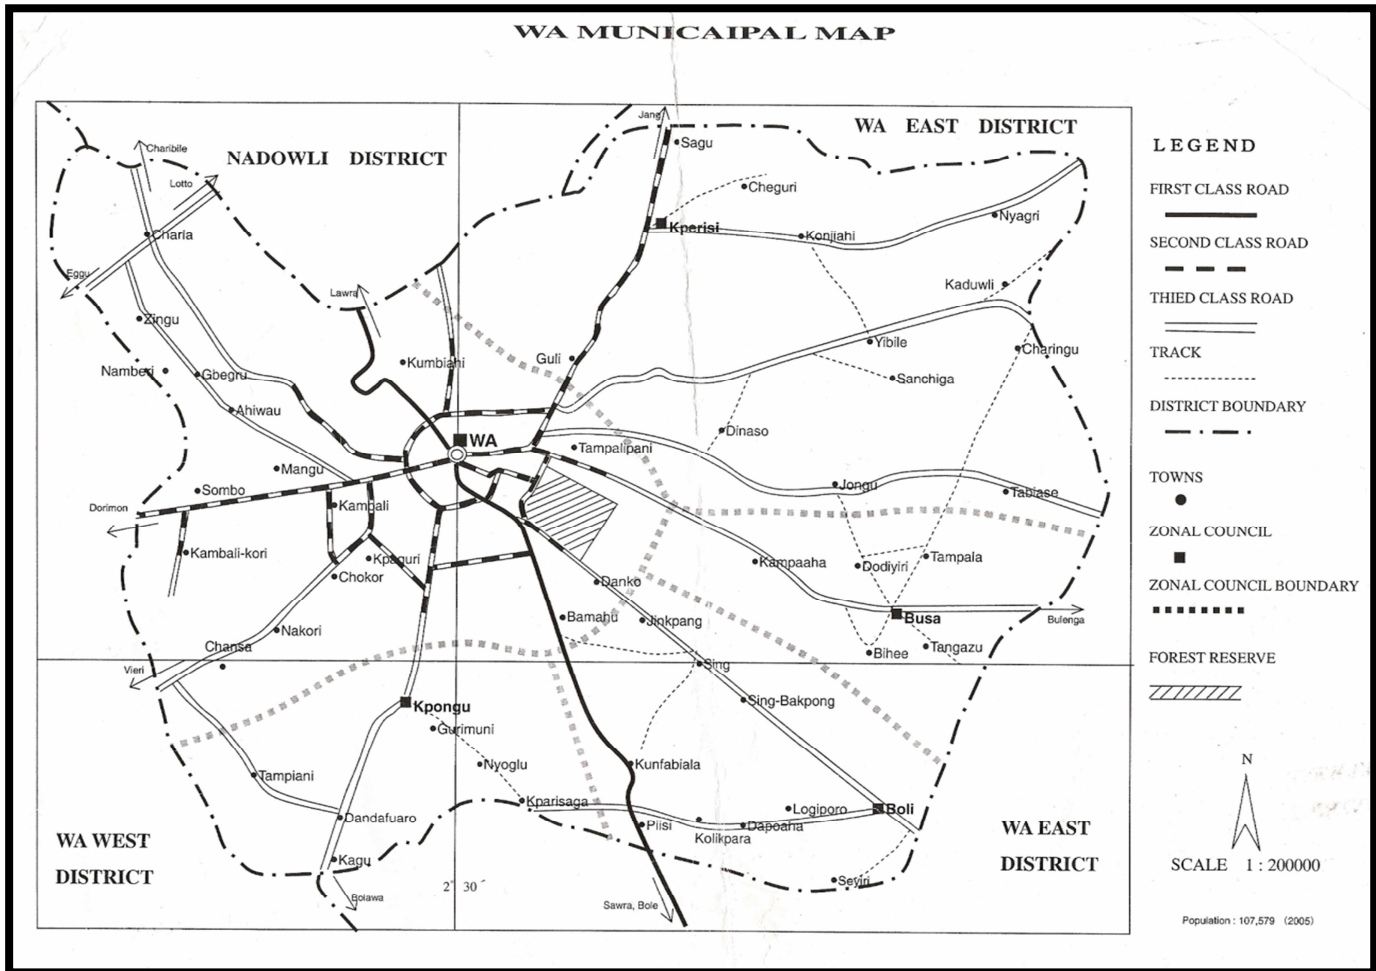 WA MUNICAIPAL MAP
Jang
WA EAST DISTRICT
Sagu
Charibile
NADOWLI DISTRICT
Lotto
Cheguri
Charla
Kperisi
Konjiahi
Nyagri
Eggu
Kaduwli
Lawra
Zingu
Yibile
Charingu
Guli
Kumbiahi
Namberi
Gbegru
Sanchiga
Ahiwau
Dinaso
WA
Tampalipani
Mangu
Sombo
Jongu
Tabiase
Dorimon
Kambali
Kambali-kori
Kpaguri
Kampaaha
Dodiyiri
Tampala
Chokor
Danko
Bamahu
Jinkpang
Busa
Bulenga
Nakori
Chansa
Bihee
Tangazu
Vieri
Sing
Sing-Bakpong
Kpongu
Gurimuni
Nyoglu
Kunfabiala
Tampiani
Kparisaga
Logiporo
Boli
Dandafuaro
Piisi
Kolikpara
Dapoaha
WA WEST
DISTRICT
WA EAST
DISTRICT
Kagu
Seyiri
2° 30´
Sawra, Bole
LEGEND
FIRST CLASS ROAD
SECOND CLASS ROAD
THIED CLASS ROAD
TRACK
DISTRICT BOUNDARY
TOWNS
ZONAL COUNCIL
ZONAL COUNCIL BOUNDARY
FOREST RESERVE
N
SCALE 1 : 200000
Population : 107,579 (2005)